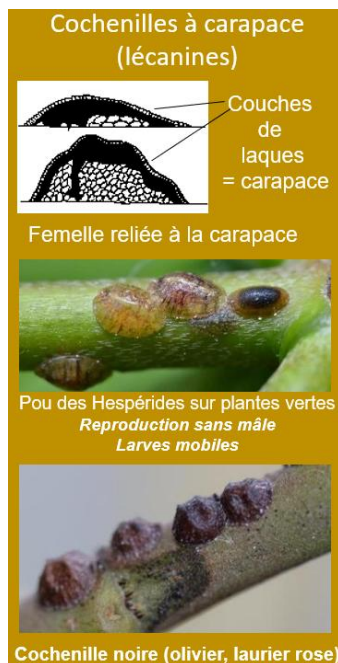 Cochenilles à carapace
(lécanines)
Couches
de
laques
= carapace
Femelle reliée à la carapace
Pou des Hespérides sur plantes vertes
Reproduction sans mâle
Larves mobiles
Cochenille noire (olivier, laurier rose)